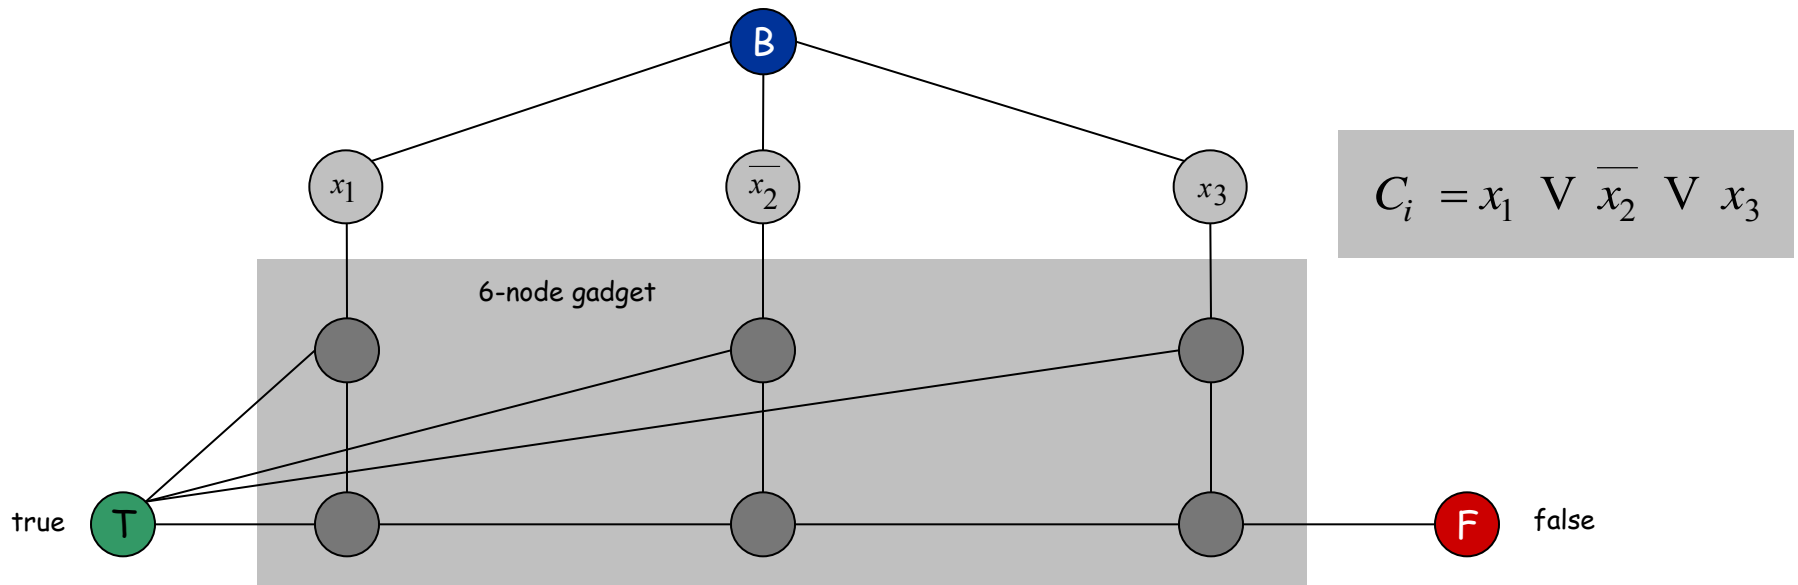 B
x₁
x̅₂
x₃
Cᵢ = x₁ V x̅₂ V x₃
6-node gadget
true
T
F
false